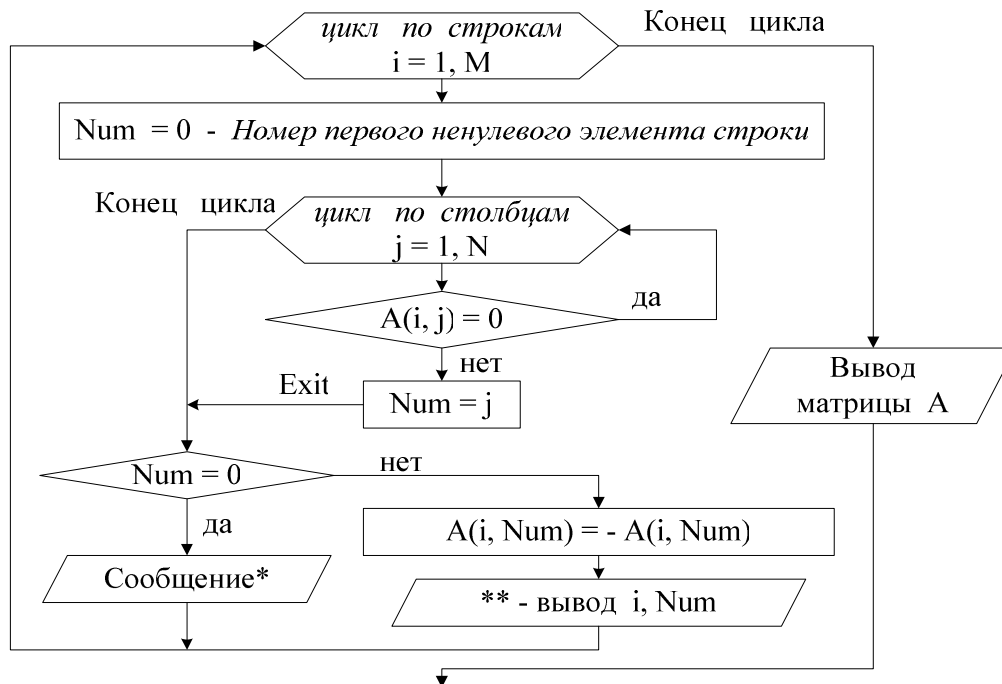 цикл по строкам
i = 1, M
Конец цикла
Num = 0 - Номер первого ненулевого элемента строки
Конец цикла
цикл по столбцам
j = 1, N
A(i, j) = 0
да
нет
Exit
Num = j
Вывод
матрицы A
Num = 0
нет
да
A(i, Num) = - A(i, Num)
Сообщение*
** - вывод i, Num